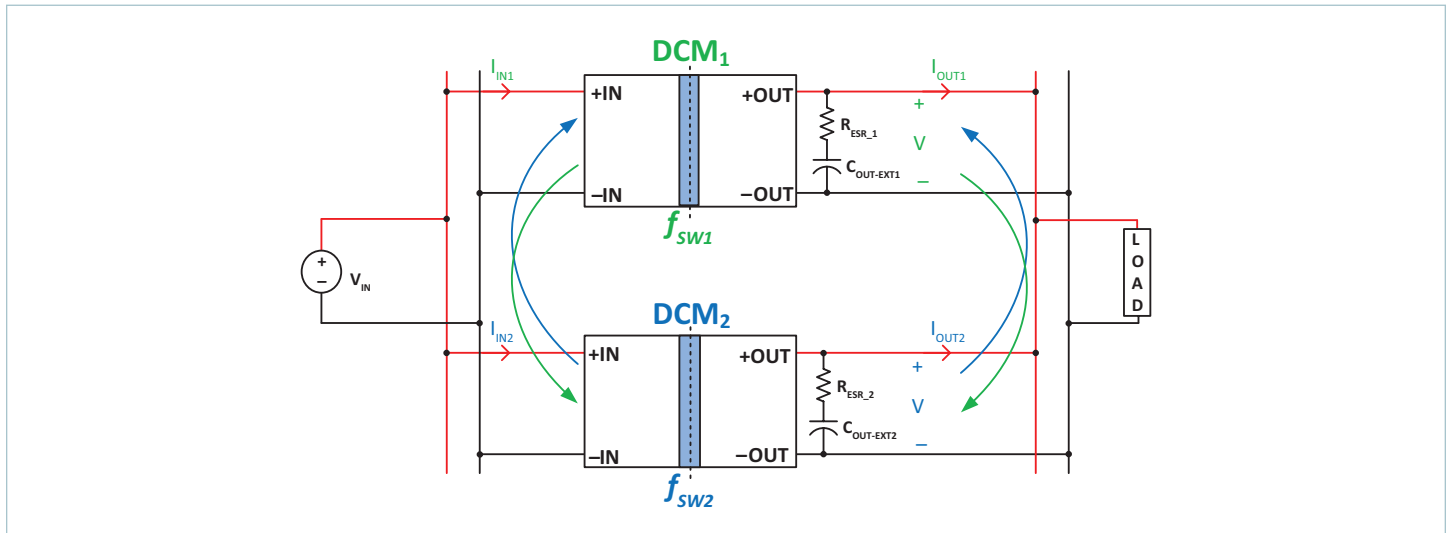 DCM1
IIN1
+IN
+OUT
IOUT1
+
RESR_1
V
COUT-EXT1
–IN
–OUT
–
fSW1
L
O
A
D
+
–
VIN
DCM2
IIN2
+IN
+OUT
IOUT2
+
RESR_2
V
COUT-EXT2
–IN
–OUT
–
fSW2